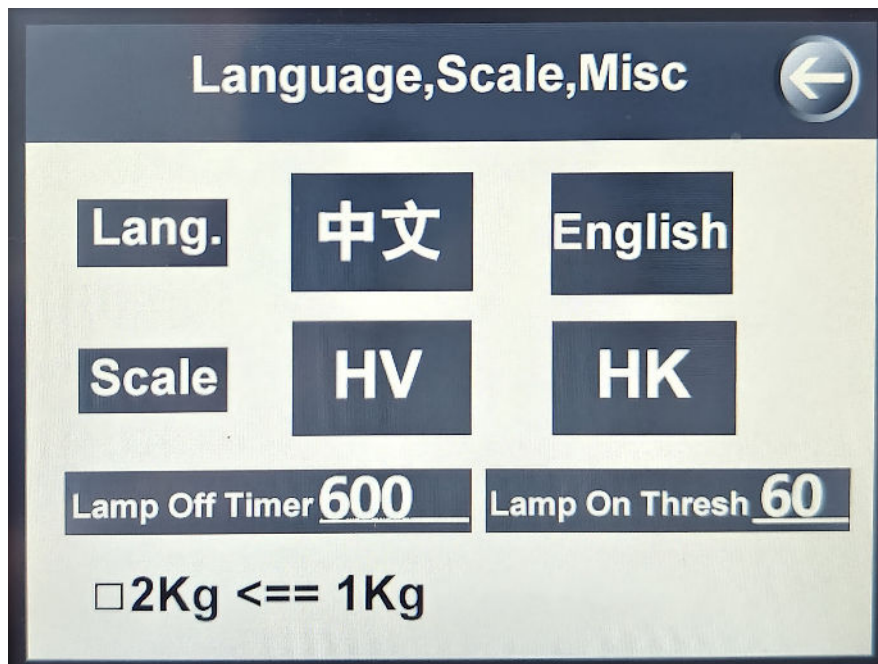 Language,Scale,Misc
Lang. 中文 English
Scale HV HK
Lamp Off Timer 600 Lamp On Thresh 60
□2Kg <== 1Kg